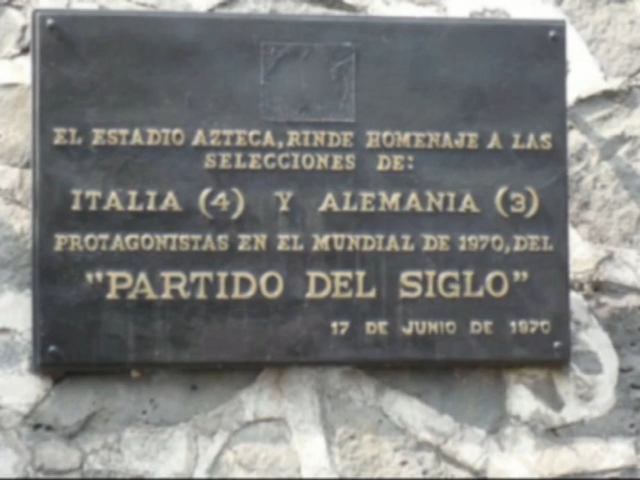 EL ESTADIO AZTECA, RINDE HOMENAJE A LAS
SELECCIONES DE:
ITALIA (4) Y ALEMANIA (3)
PROTAGONISTAS EN EL MUNDIAL DE 1970, DEL
"PARTIDO DEL SIGLO"
17 DE JUNIO DE 1970